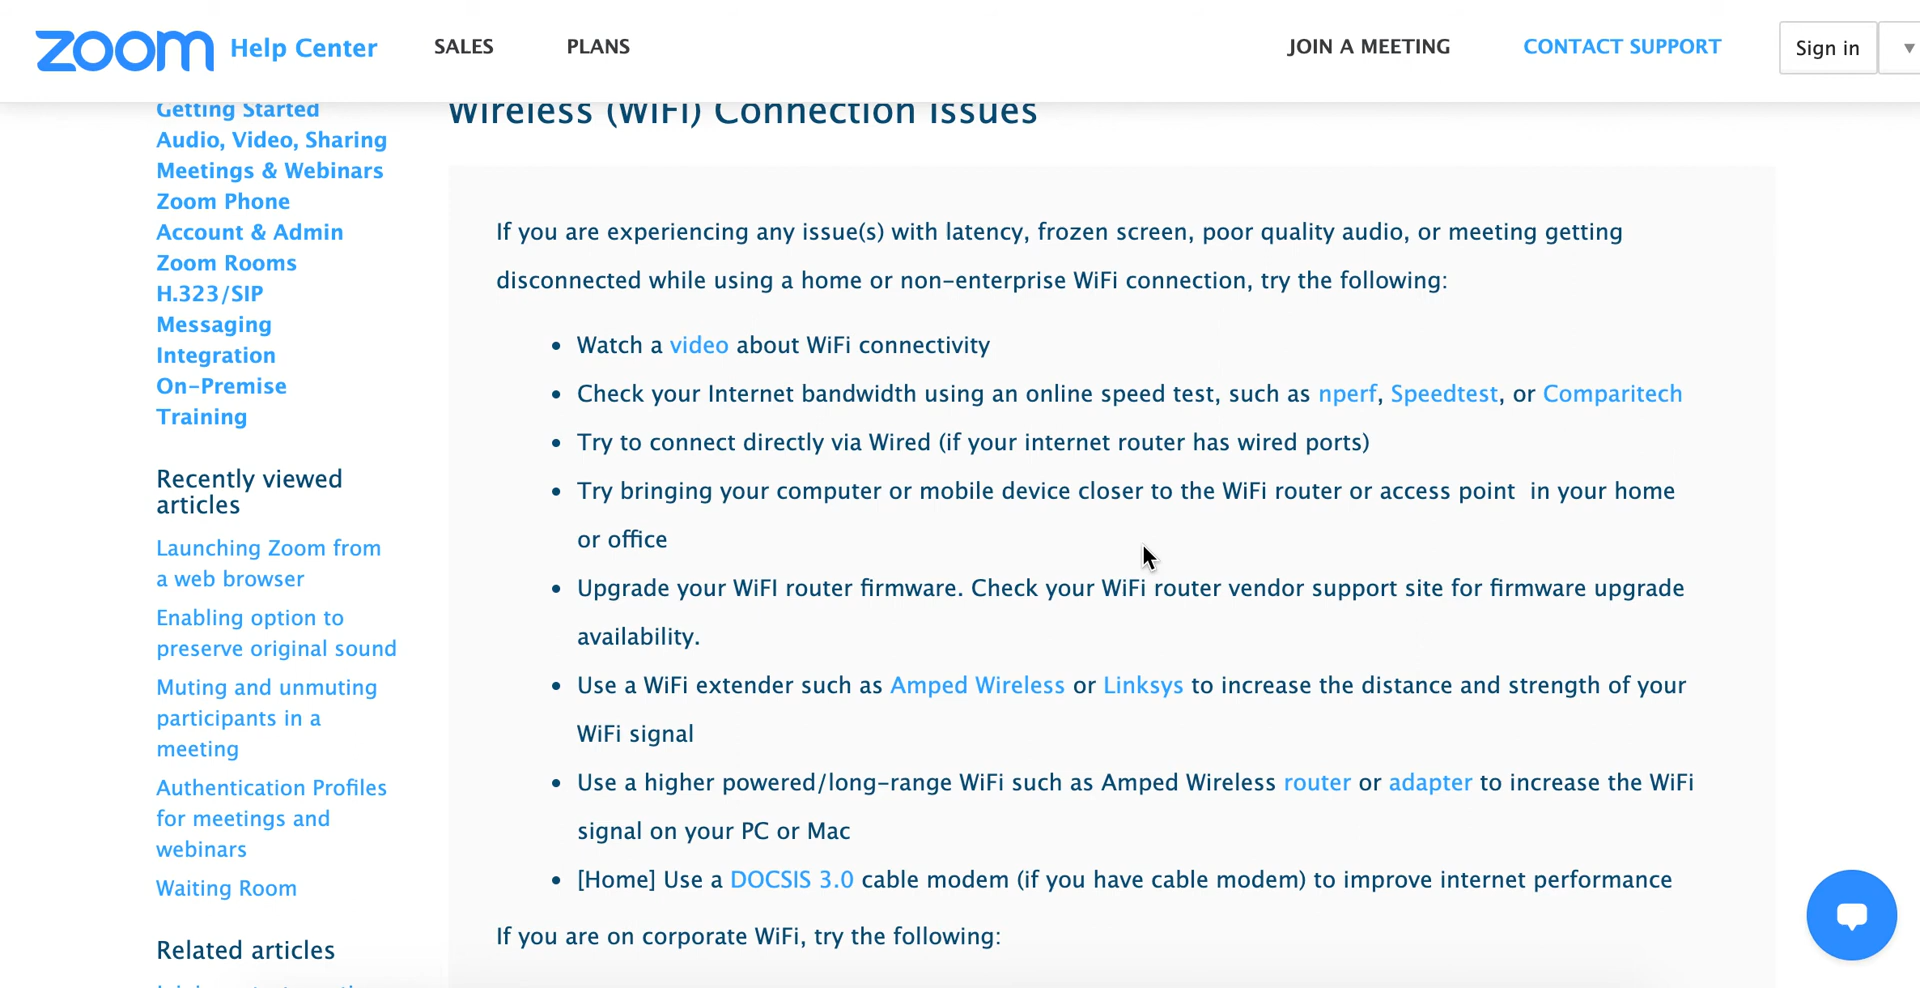 zoom Help Center SALES PLANS JOIN A MEETING CONTACT SUPPORT Sign in
Getting Started
Audio, Video, Sharing
Meetings & Webinars
Zoom Phone
Account & Admin
Zoom Rooms
H.323/SIP
Messaging
Integration
On-Premise
Training
Recently viewed
articles
Launching Zoom from
a web browser
Enabling option to
preserve original sound
Muting and unmuting
participants in a
meeting
Authentication Profiles
for meetings and
webinars
Waiting Room
Related articles
Wireless (WiFi) Connection Issues
If you are experiencing any issue(s) with latency, frozen screen, poor quality audio, or meeting getting
disconnected while using a home or non-enterprise WiFi connection, try the following:
• Watch a video about WiFi connectivity
• Check your Internet bandwidth using an online speed test, such as nperf, Speedtest, or Comparitech
• Try to connect directly via Wired (if your internet router has wired ports)
• Try bringing your computer or mobile device closer to the WiFi router or access point in your home
or office
• Upgrade your WiFI router firmware. Check your WiFi router vendor support site for firmware upgrade
availability.
• Use a WiFi extender such as Amped Wireless or Linksys to increase the distance and strength of your
WiFi signal
• Use a higher powered/long-range WiFi such as Amped Wireless router or adapter to increase the WiFi
signal on your PC or Mac
• [Home] Use a DOCSIS 3.0 cable modem (if you have cable modem) to improve internet performance
If you are on corporate WiFi, try the following: